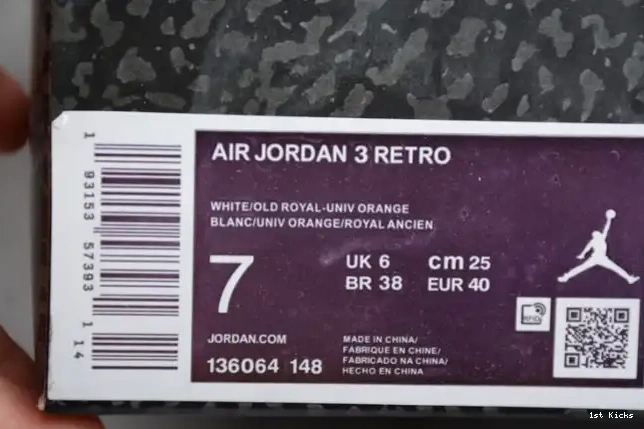 AIR JORDAN 3 RETRO
WHITE/OLD ROYAL-UNIV ORANGE
BLANC/UNIV ORANGE/ROYAL ANCIEN
7
UK 6
cm 25
BR 38
EUR 40
RFID
JORDAN.COM
136064 148
MADE IN CHINA/
FABRIQUE EN CHINE/
FABRICADO NA CHINA/
HECHO EN CHINA
1 93153 57393 1 14
1st Kicks